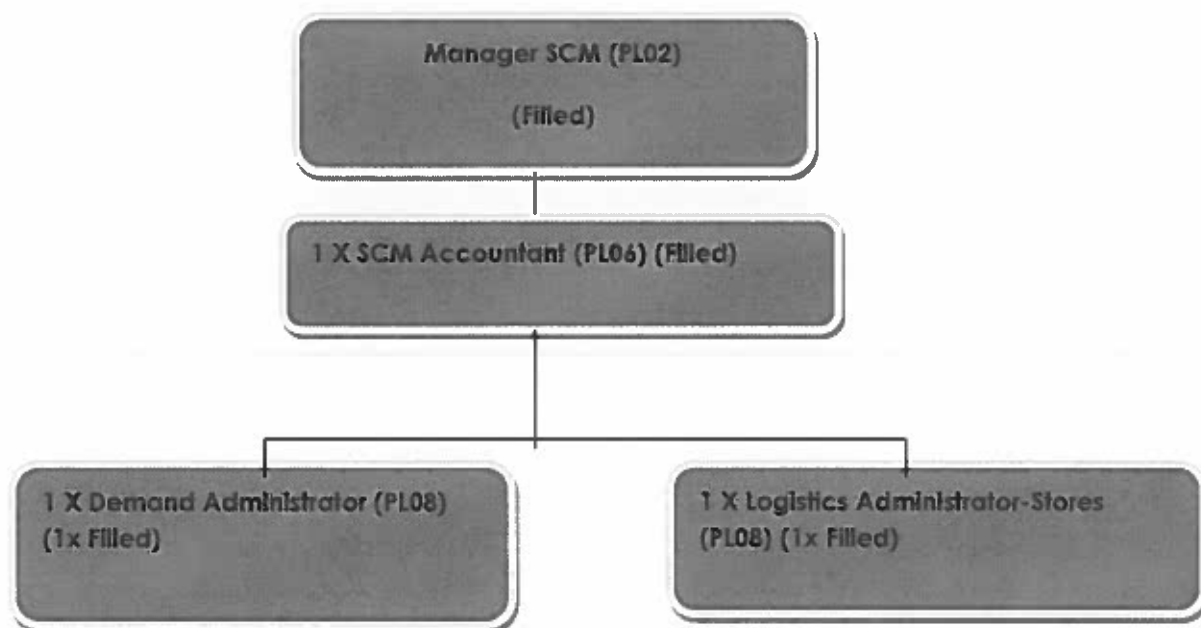 Manager SCM (PL02)
(Filled)
1 X SCM Accountant (PL06) (Filled)
1 X Demand Administrator (PL08)
(1x Filled)
1 X Logistics Administrator-Stores
(PL08) (1x Filled)